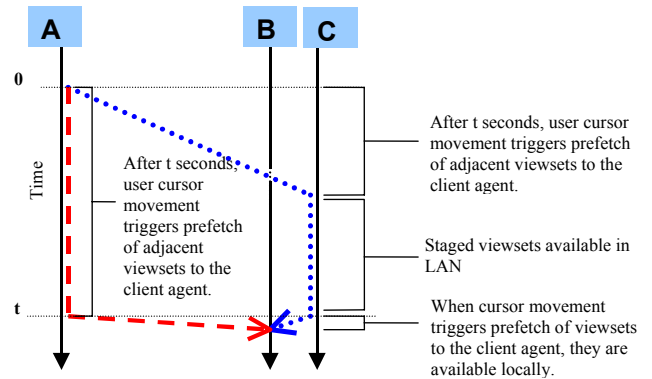 A
B
C
0
Time
t
After t seconds,
user cursor
movement
triggers prefetch
of adjacent
viewsets to the
client agent.
After t seconds, user cursor
movement triggers prefetch
of adjacent viewsets to the
client agent.
Staged viewsets available in
LAN
When cursor movement
triggers prefetch of viewsets
to the client agent, they are
available locally.